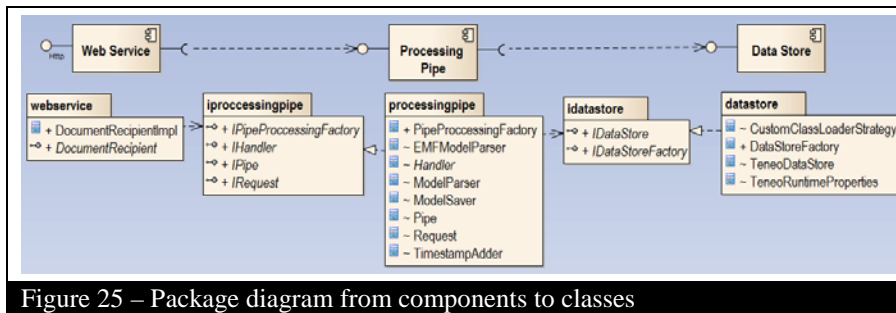 Http
Web Service
Processing
Pipe
Data Store
webservice
+ DocumentRecipientImpl
+ DocumentRecipient
iproccessingpipe
+ IPipeProccessingFactory
+ IHandler
+ IPipe
+ IRequest
processingpipe
+ PipeProccessingFactory
~ EMFModelParser
~ Handler
~ ModelParser
~ ModelSaver
~ Pipe
~ Request
~ TimestampAdder
idatastore
+ IDataStore
+ IDataStoreFactory
datastore
~ CustomClassLoaderStrategy
+ DataStoreFactory
~ TeneoDataStore
~ TeneoRuntimeProperties
Figure 25 – Package diagram from components to classes